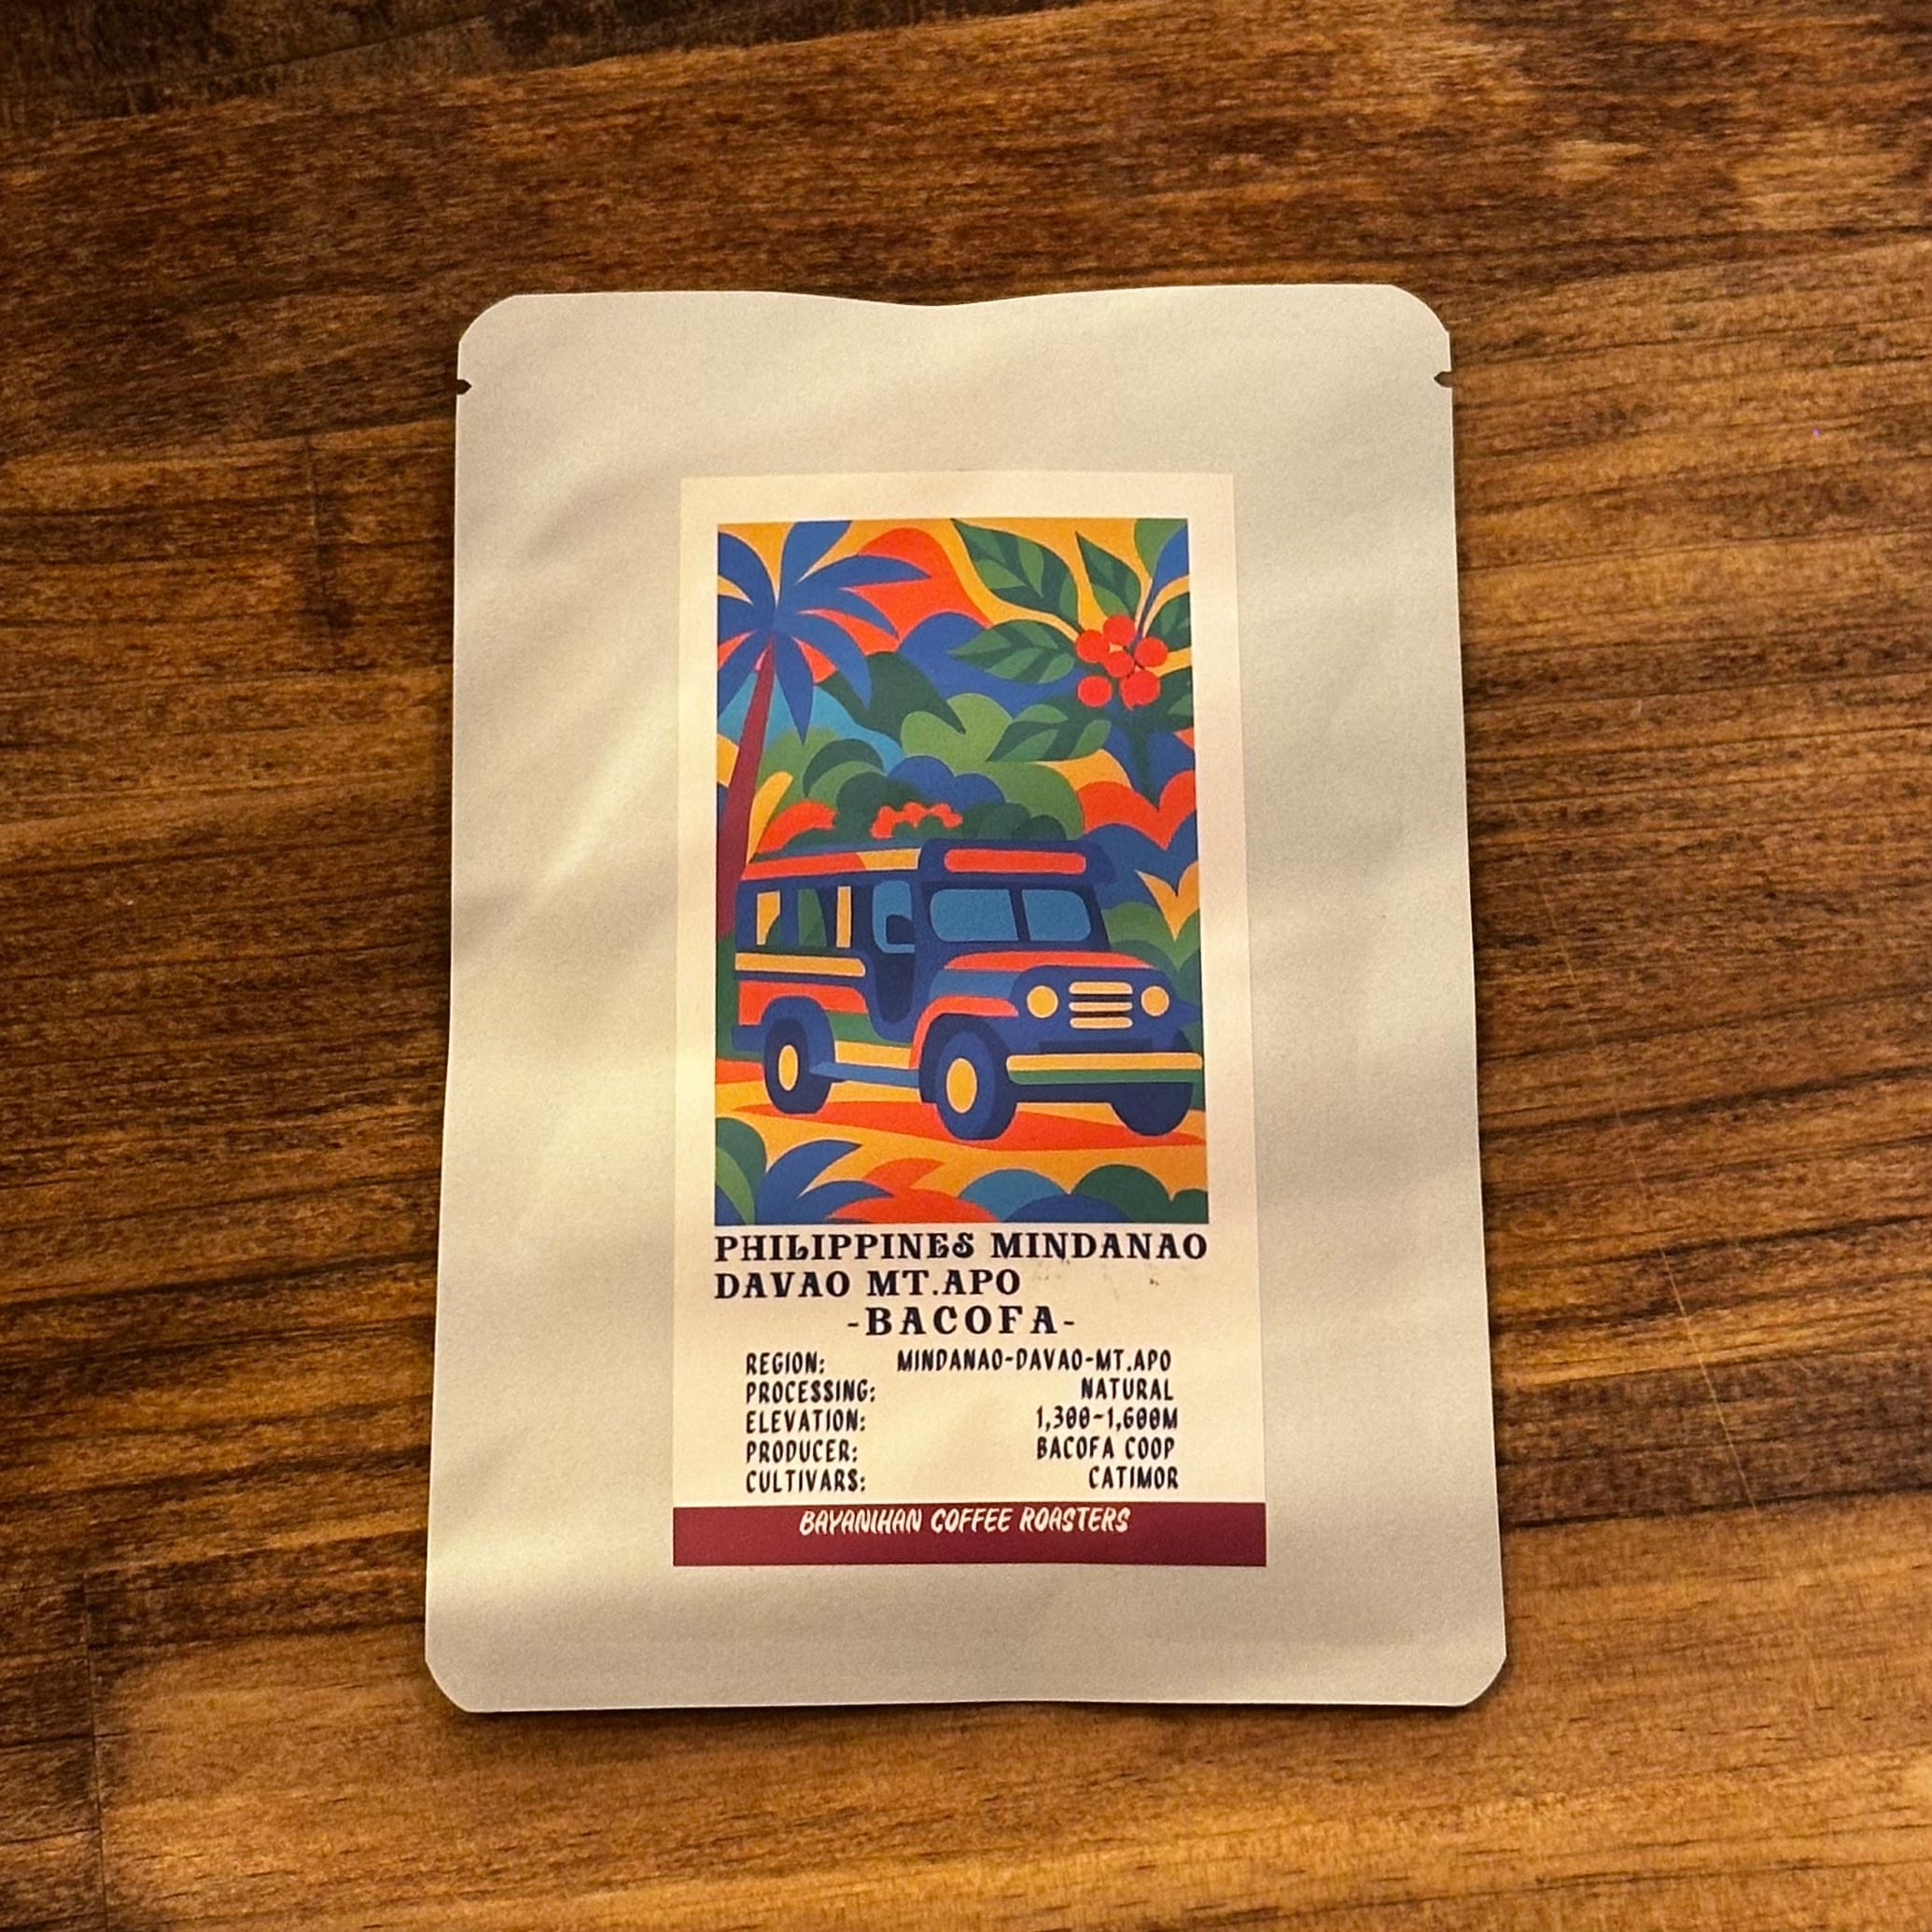 PHILIPPINES MINDANAO
DAVAO MT.APO
-BACOFA-
REGION: MINDANAO-DAVAO-MT.APO
PROCESSING: NATURAL
ELEVATION: 1,300-1,600M
PRODUCER: BACOFA COOP
CULTIVARS: CATIMOR
BAYANIHAN COFFEE ROASTERS